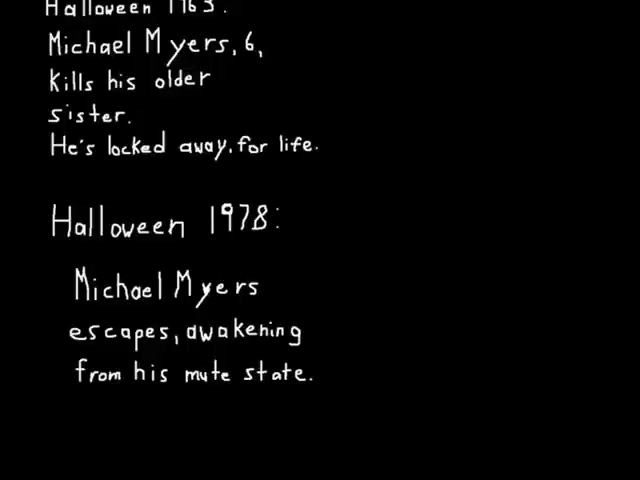 Halloween 1963.
Michael Myers, 6,
Kills his older
sister.
He's locked away, for life.
Halloween 1978:
Michael Myers
escapes, awakening
from his mute state.